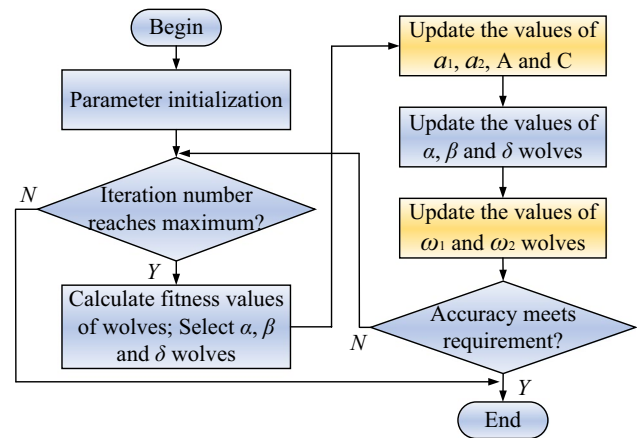 Begin
Parameter initialization
Iteration number
reaches maximum?
N
Y
Calculate fitness values
of wolves; Select α, β
and δ wolves
Update the values of
a1, a2, A and C
Update the values of
α, β and δ wolves
Update the values of
ω1 and ω2 wolves
Accuracy meets
requirement?
N
Y
End